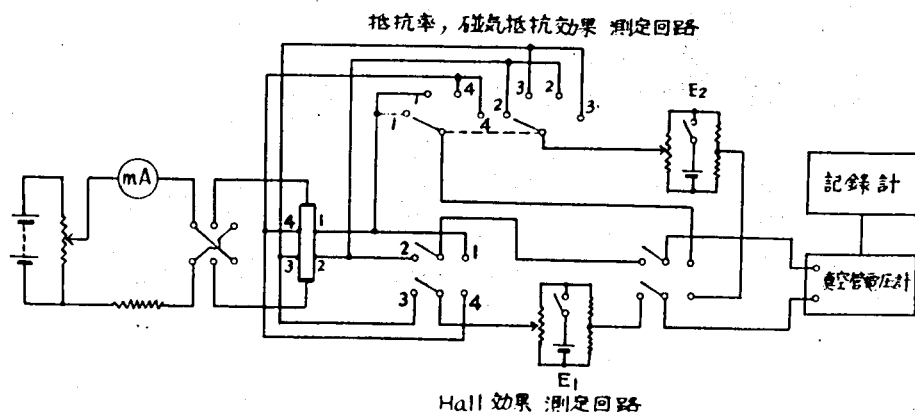 抵抗率，磁気抵抗効果 測定回路
3 2 3
4 2
1 4
1
E2
mA
記録計
4 1
3 2
2 1
真空管電圧計
3 4
E1
Hall 効果 測定回路